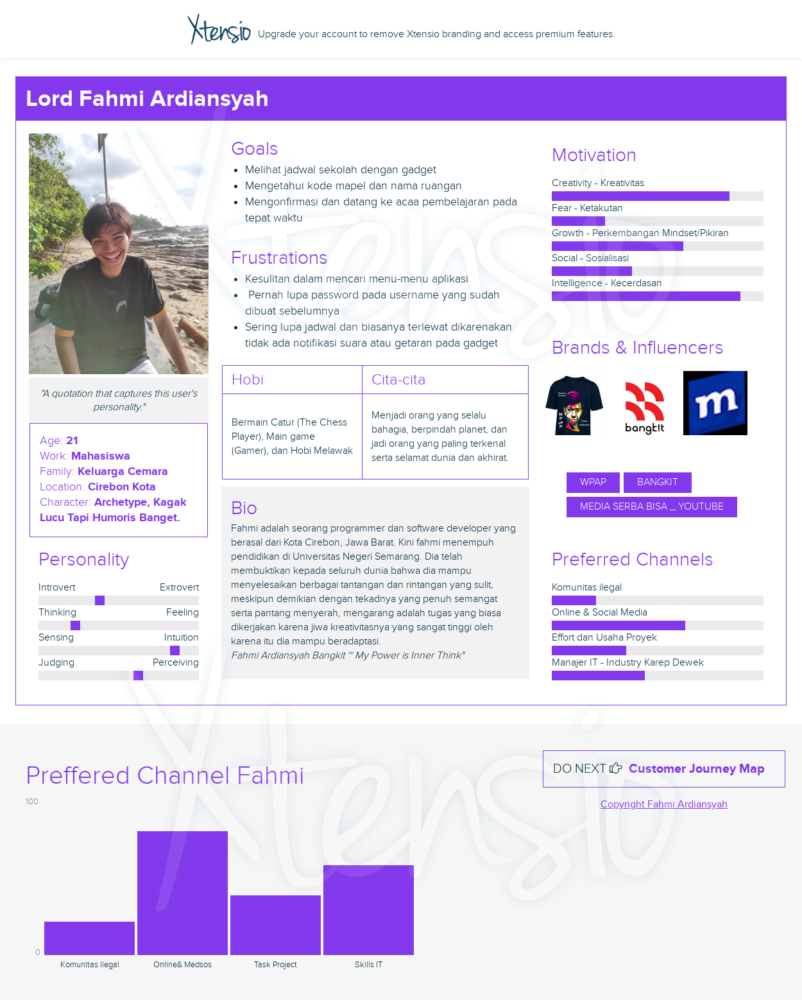 Xtensio Upgrade your account to remove Xtensio branding and access premium features.
Lord Fahmi Ardiansyah
"A quotation that captures this user's
personality."
Age: 21
Work: Mahasiswa
Family: Keluarga Cemara
Location: Cirebon Kota
Character: Archetype, Kagak
Lucu Tapi Humoris Banget.
Personality
Introvert Extrovert
Thinking Feeling
Sensing Intuition
Judging Perceiving
Goals
• Melihat jadwal sekolah dengan gadget
• Mengetahui kode mapel dan nama ruangan
• Mengonfirmasi dan datang ke acaa pembelajaran pada
tepat waktu
Frustrations
• Kesulitan dalam mencari menu-menu aplikasi
• Pernah lupa password pada username yang sudah
dibuat sebelumnya
• Sering lupa jadwal dan biasanya terlewat dikarenakan
tidak ada notifikasi suara atau getaran pada gadget
Hobi Cita-cita
Bermain Catur (The Chess
Player), Main game
(Gamer), dan Hobi Melawak
Menjadi orang yang selalu
bahagia, berpindah planet, dan
jadi orang yang paling terkenal
serta selamat dunia dan akhirat.
Bio
Fahmi adalah seorang programmer dan software developer yang
berasal dari Kota Cirebon, Jawa Barat. Kini fahmi menempuh
pendidikan di Universitas Negeri Semarang. Dia telah
membuktikan kepada seluruh dunia bahwa dia mampu
menyelesaikan berbagai tantangan dan rintangan yang sulit,
meskipun demikian dengan tekadnya yang penuh semangat
serta pantang menyerah, mengarang adalah tugas yang biasa
dikerjakan karena jiwa kreativitasnya yang sangat tinggi oleh
karena itu dia mampu beradaptasi.
Fahmi Ardiansyah Bangkit ~ My Power is Inner Think"
Motivation
Creativity - Kreativitas
Fear - Ketakutan
Growth - Perkembangan Mindset/Pikiran
Social - Sosialisasi
Intelligence - Kecerdasan
Brands & Influencers
WPAP
bangk!t
m
WPAP BANGKIT
MEDIA SERBA BISA _ YOUTUBE
Preferred Channels
Komunitas ilegal
Online & Social Media
Effort dan Usaha Proyek
Manajer IT - Industry Karep Dewek
Xtensio
Preffered Channel Fahmi
100
0
Komunitas Ilegal Online& Medsos Task Project Skills IT
DO NEXT Customer Journey Map
Copyright Fahmi Ardiansyah
Xtensio